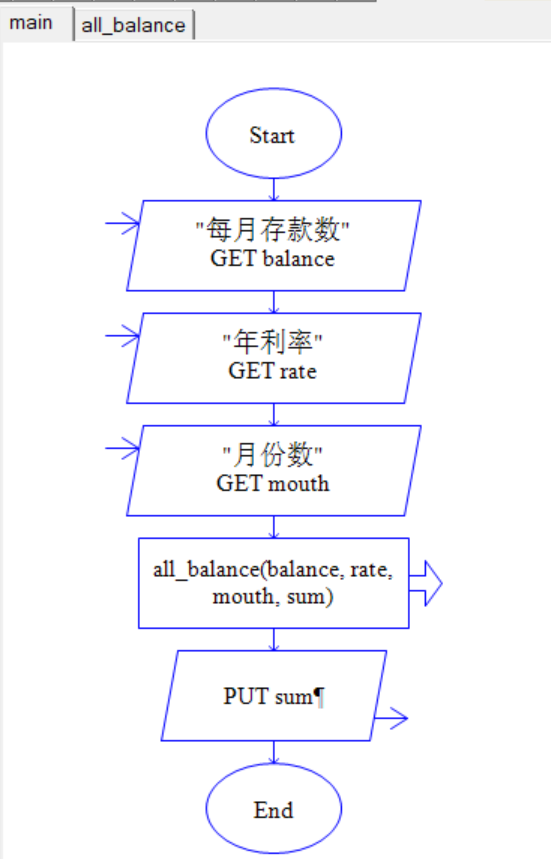 main
all_balance
Start
"每月存款数"
GET balance
"年利率"
GET rate
"月份数"
GET mouth
all_balance(balance, rate,
mouth, sum)
PUT sum¶
End